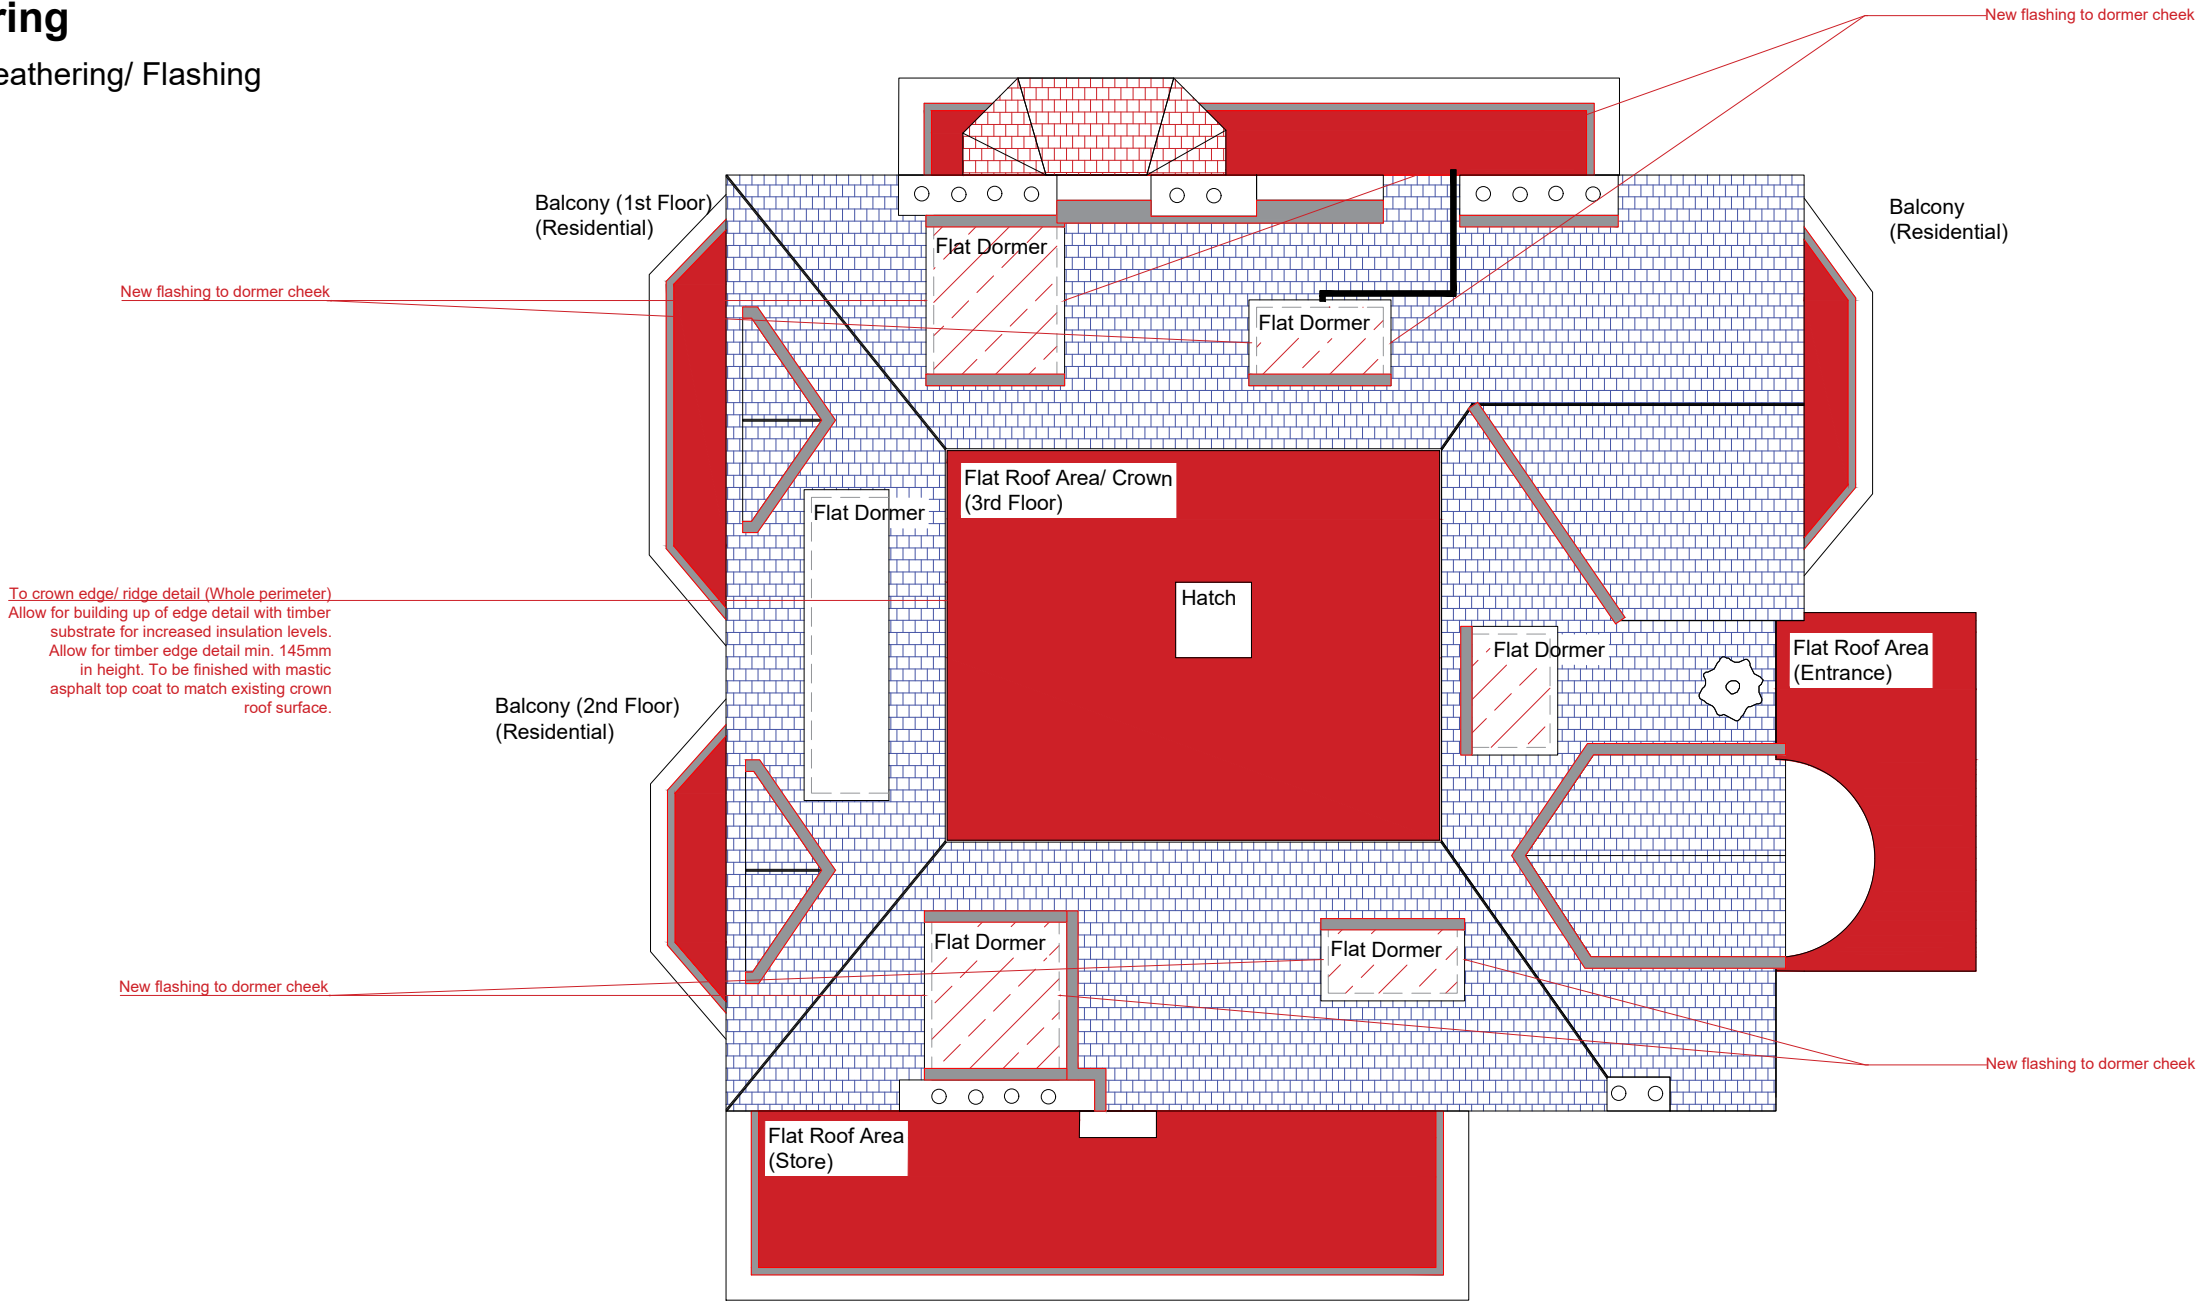 ring
eathering/ Flashing
New flashing to dormer cheek
Balcony (1st Floor)
(Residential)
Balcony
(Residential)
Flat Dormer
New flashing to dormer cheek
Flat Dormer
Flat Roof Area/ Crown
(3rd Floor)
Flat Dormer
Hatch
To crown edge/ ridge detail (Whole perimeter)
Allow for building up of edge detail with timber
substrate for increased insulation levels.
Allow for timber edge detail min. 145mm
in height. To be finished with mastic
asphalt top coat to match existing crown
roof surface.
Flat Dormer
Flat Roof Area
(Entrance)
Balcony (2nd Floor)
(Residential)
Flat Dormer
Flat Dormer
New flashing to dormer cheek
New flashing to dormer cheek
Flat Roof Area
(Store)